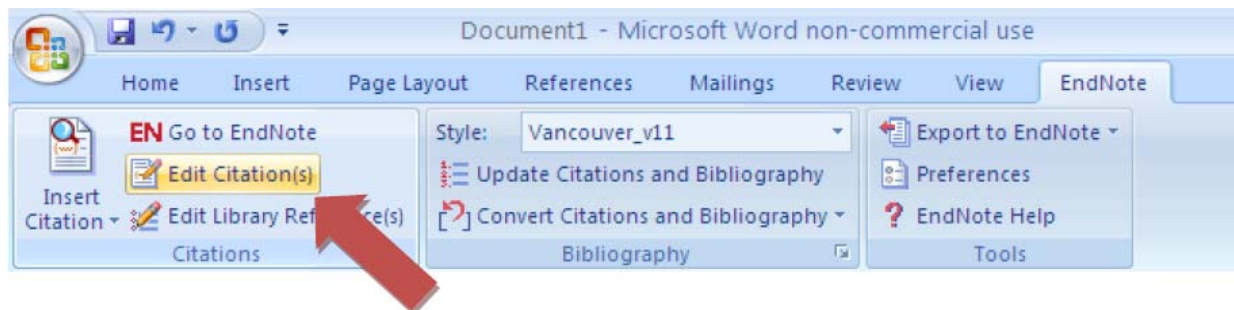 Document1 - Microsoft Word non-commercial use
Home Insert Page Layout References Mailings Review View EndNote
EN Go to EndNote Style: Vancouver_v11 Export to EndNote
Edit Citation(s) Update Citations and Bibliography Preferences
Insert
Citation Edit Library Ref e(s) Convert Citations and Bibliography ? EndNote Help
Citations Bibliography Tools